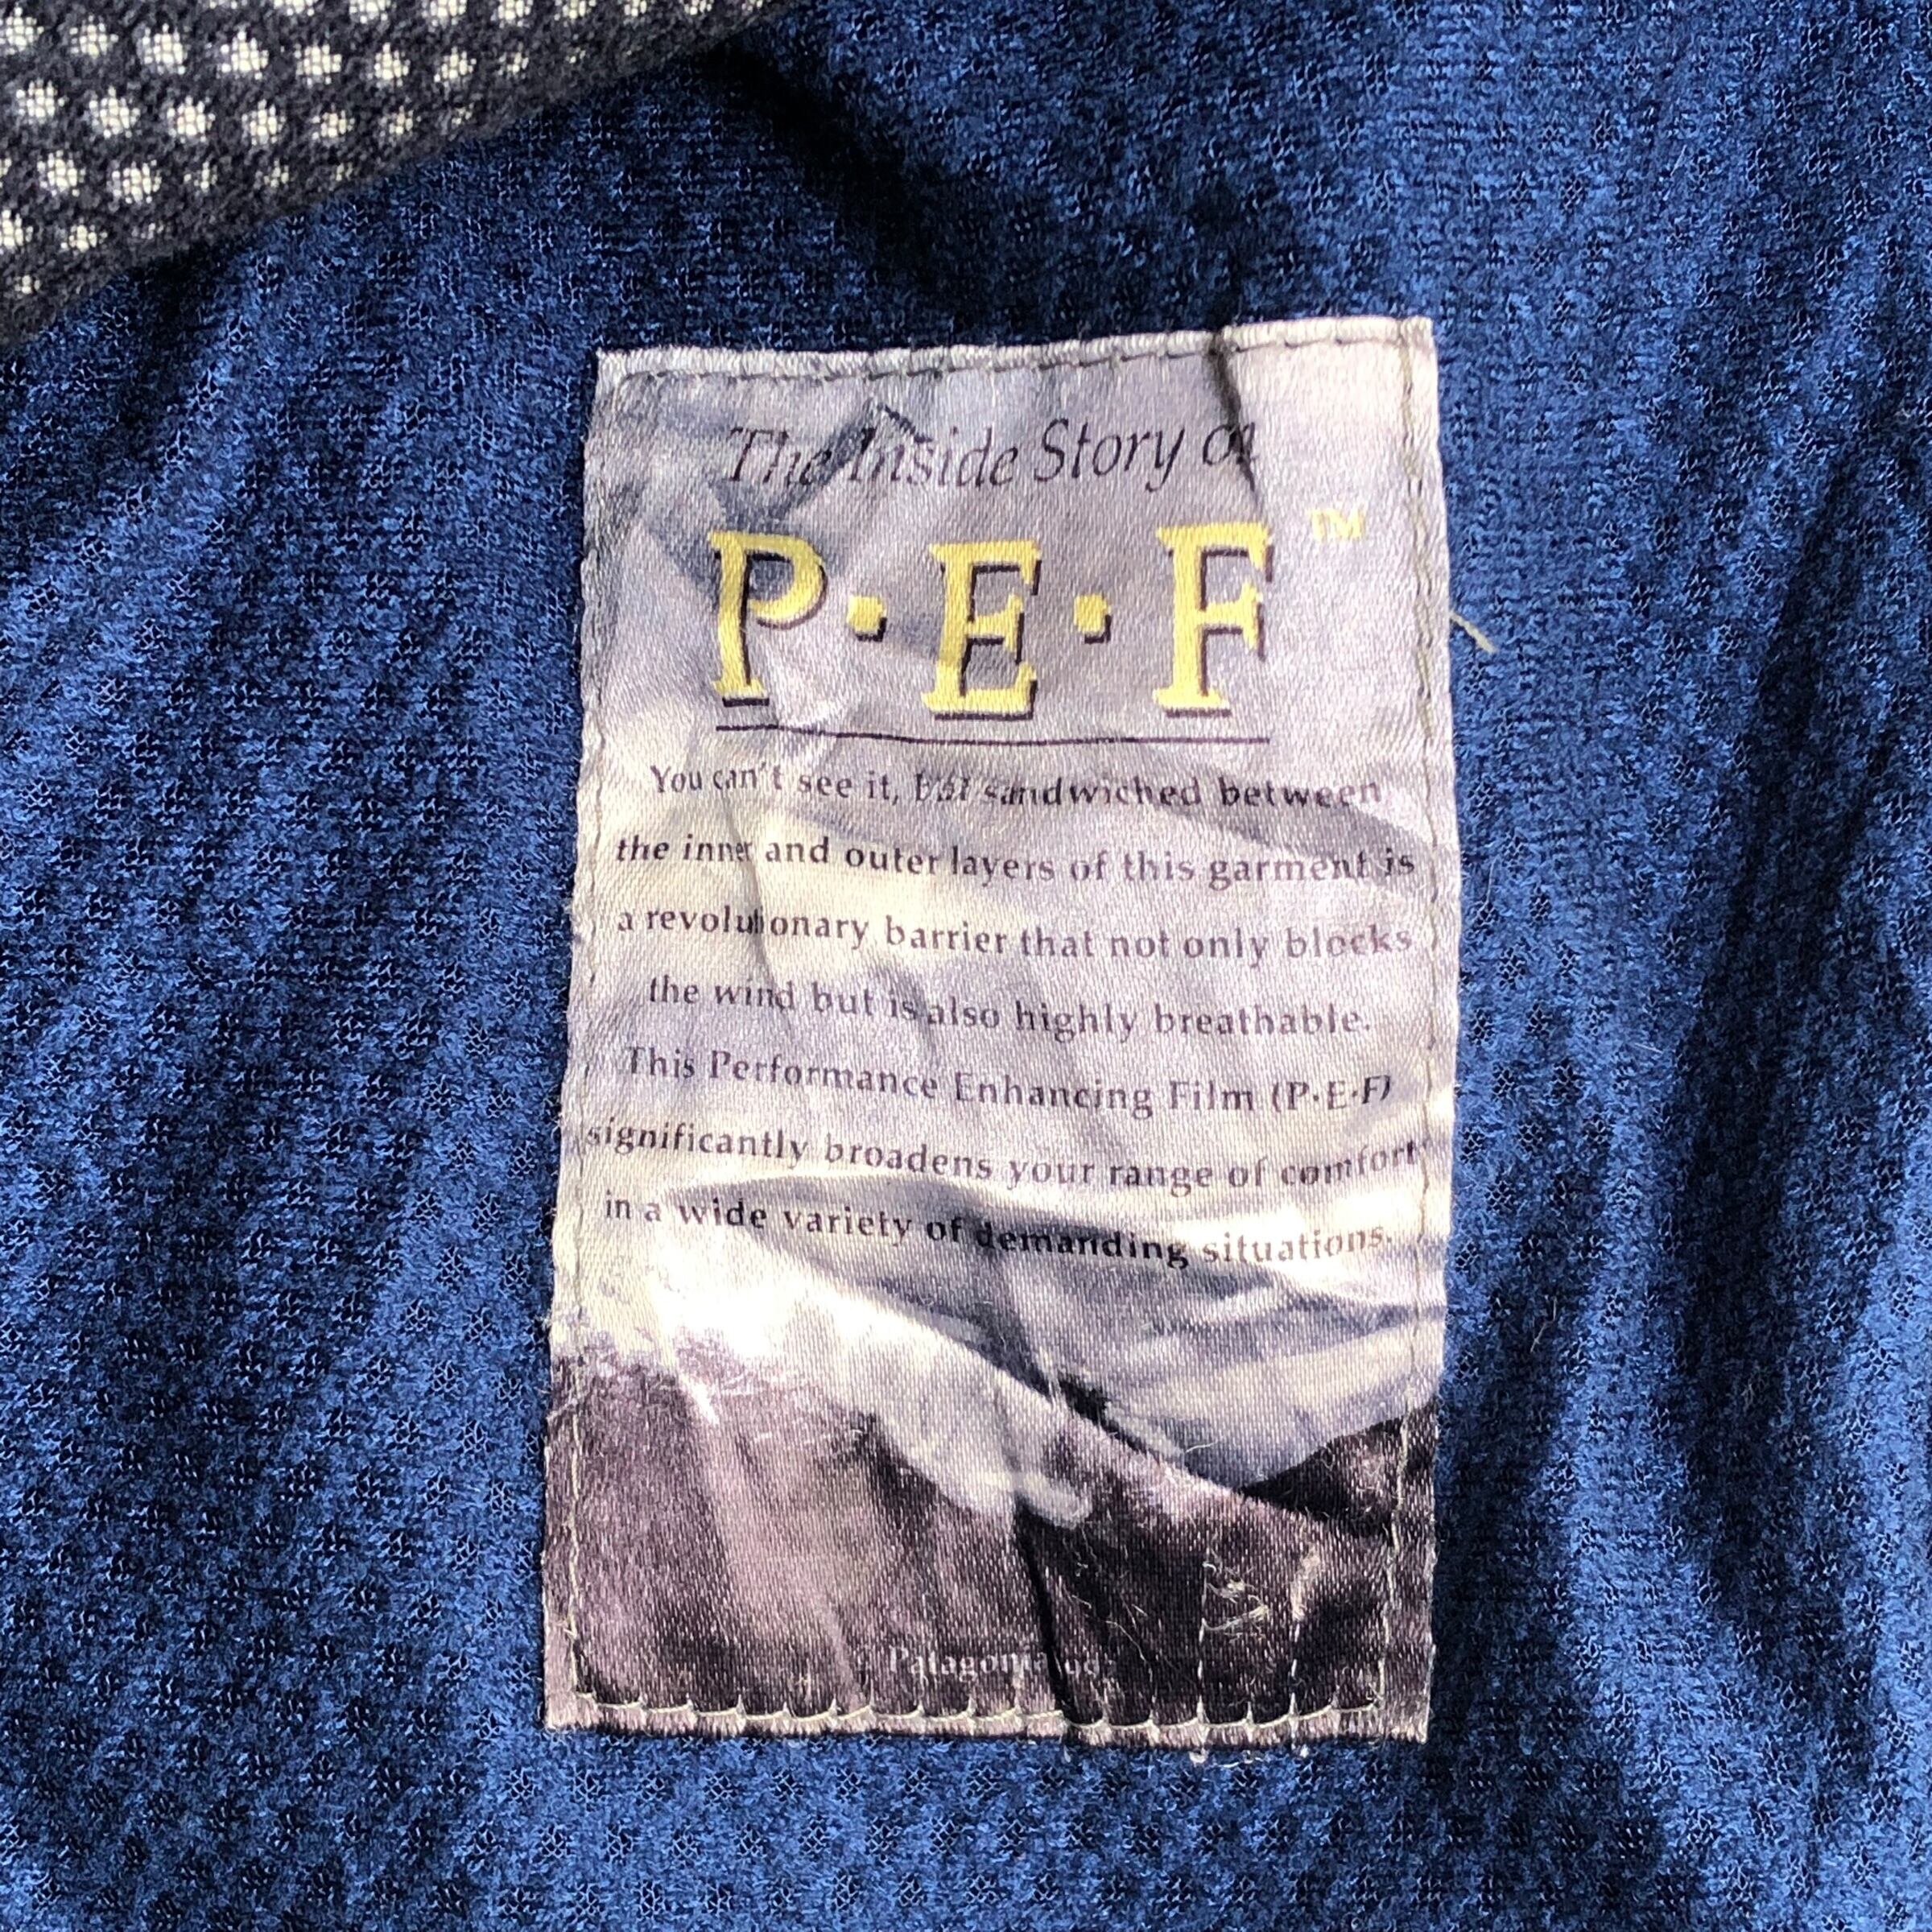 The Inside Story of
P·E·F™
You can't see it, but sandwiched between
the inner and outer layers of this garment is
a revolutionary barrier that not only blocks
the wind but is also highly breathable.
This Performance Enhancing Film (P·E·F)
significantly broadens your range of comfort
in a wide variety of demanding situations.
Patagonia